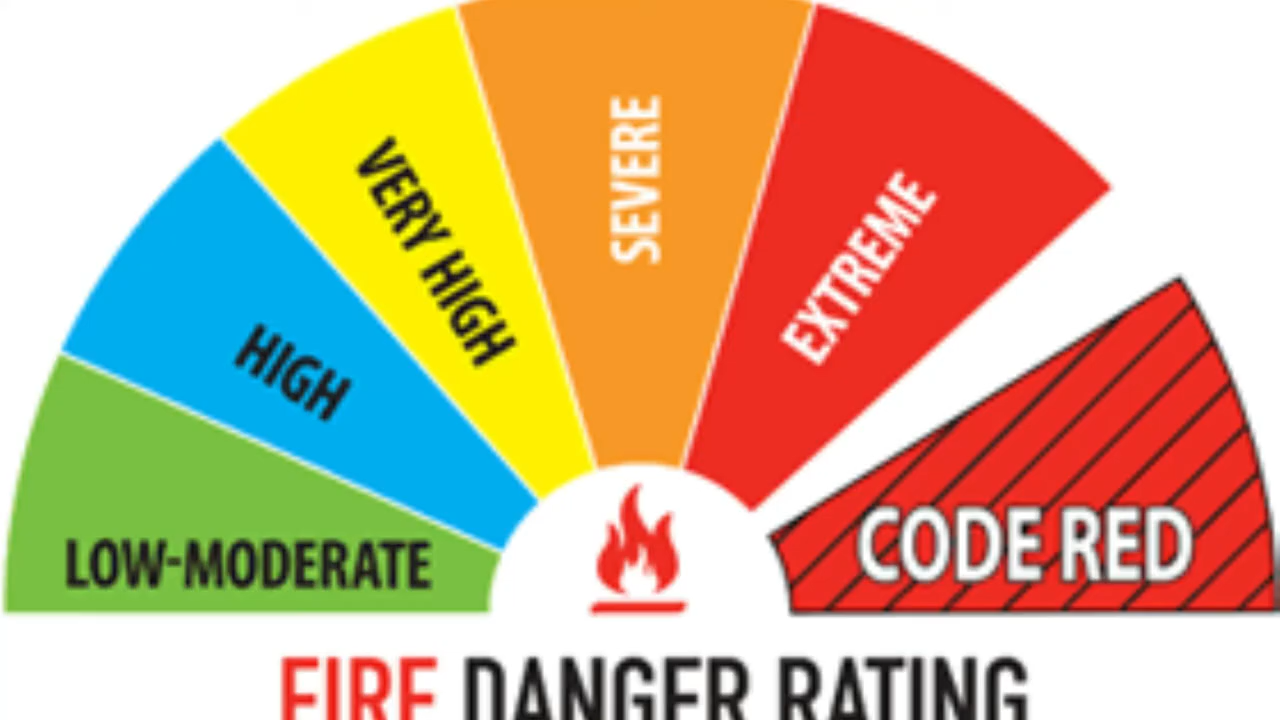 LOW-MODERATE
HIGH
VERY HIGH
SEVERE
EXTREME
CODE RED
FIRE DANGER RATING